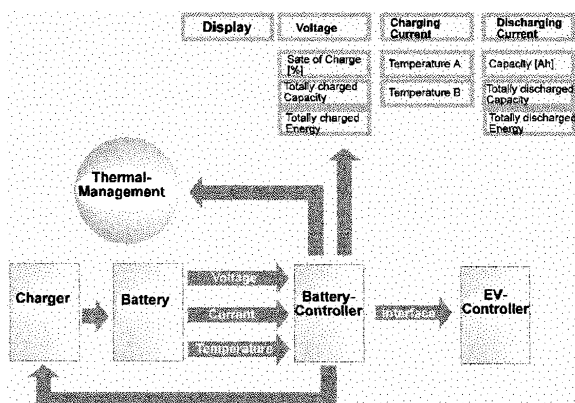 Display
Voltage
Charging
Current
Discharging
Current
Sate of Charge
[%]
Temperature A
Capacity [Ah]
Totally charged
Capacity
Temperature B
Totally discharged
Capacity
Totally charged
Energy
Totally discharged
Energy
Thermal-
Management
Charger
Battery
Voltage
Current
Temperature
Battery-
Controller
Interface
EV-
Controller